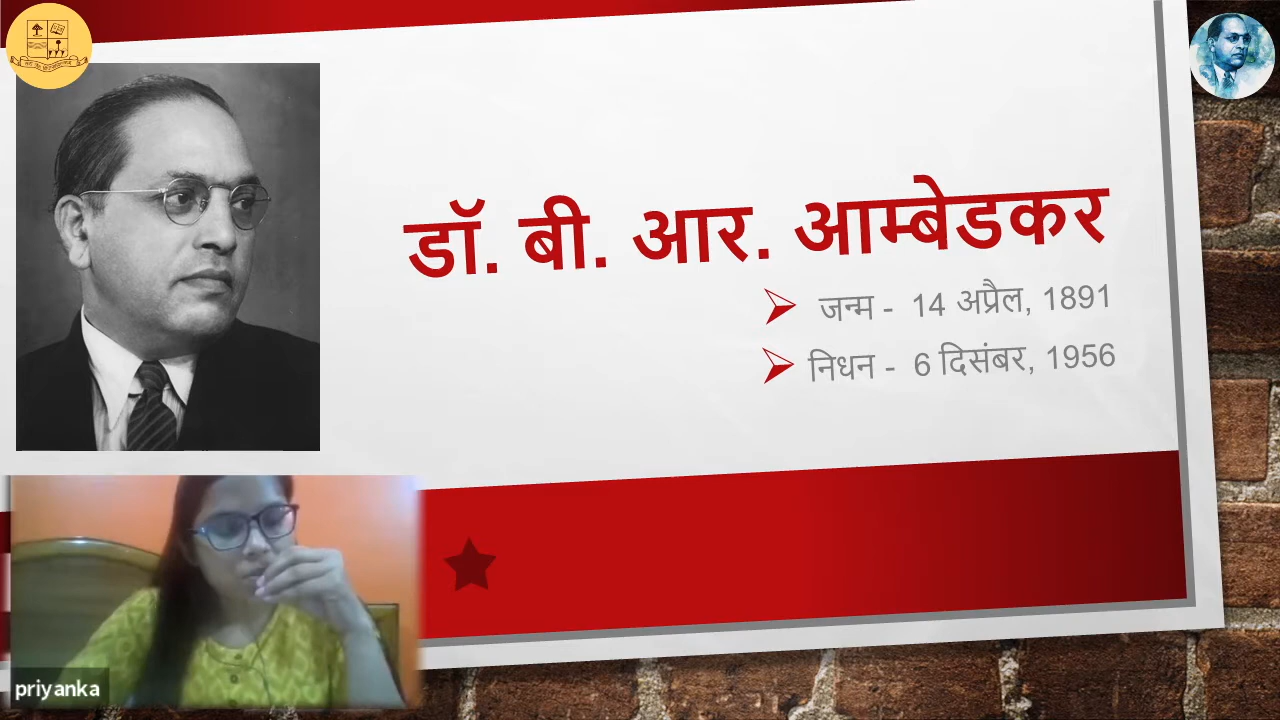 डॉ. बी. आर. आम्बेडकर
जन्म - 14 अप्रैल, 1891
निधन - 6 दिसंबर, 1956
priyanka